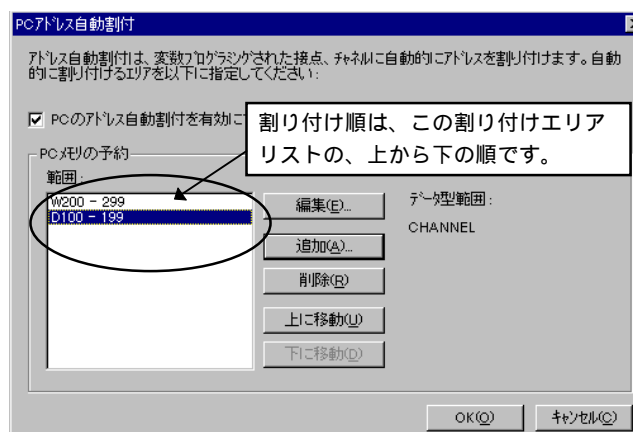 PCアドレス自動割付
アドレス自動割付は、変数プログラミングされた接点、チャネルに自動的にアドレスを割り付けます。自動
的に割り付けるエリアを以下に指定してください:
PCのアドレス自動割付を有効に
割り付け順は、この割り付けエリア
リストの、上から下の順です。
PCメモリの予約
範囲:
W200 - 299
D100 - 199
編集(E)...
追加(A)...
削除(R)
上に移動(U)
下に移動(D)
データ型範囲:
CHANNEL
OK(O)
キャンセル(C)